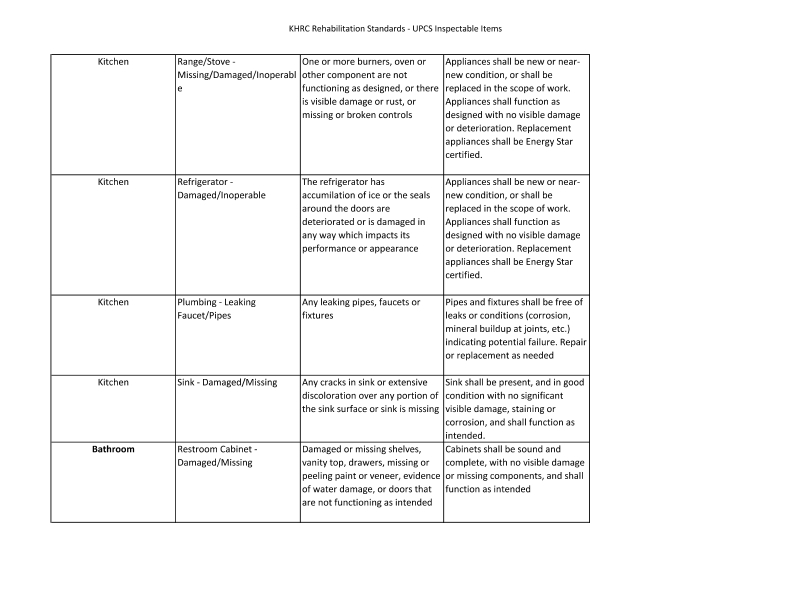 KHRC Rehabilitation Standards - UPCS Inspectable Items
Kitchen
Range/Stove -
Missing/Damaged/Inoperabl
e
One or more burners, oven or
other component are not
functioning as designed, or there
is visible damage or rust, or
missing or broken controls
Appliances shall be new or near-
new condition, or shall be
replaced in the scope of work.
Appliances shall function as
designed with no visible damage
or deterioration. Replacement
appliances shall be Energy Star
certified.
Kitchen
Refrigerator -
Damaged/Inoperable
The refrigerator has
accumilation of ice or the seals
around the doors are
deteriorated or is damaged in
any way which impacts its
performance or appearance
Appliances shall be new or near-
new condition, or shall be
replaced in the scope of work.
Appliances shall function as
designed with no visible damage
or deterioration. Replacement
appliances shall be Energy Star
certified.
Kitchen
Plumbing - Leaking
Faucet/Pipes
Any leaking pipes, faucets or
fixtures
Pipes and fixtures shall be free of
leaks or conditions (corrosion,
mineral buildup at joints, etc.)
indicating potential failure. Repair
or replacement as needed
Kitchen
Sink - Damaged/Missing
Any cracks in sink or extensive
discoloration over any portion of
the sink surface or sink is missing
Sink shall be present, and in good
condition with no significant
visible damage, staining or
corrosion, and shall function as
intended.
Bathroom
Restroom Cabinet -
Damaged/Missing
Damaged or missing shelves,
vanity top, drawers, missing or
peeling paint or veneer, evidence
of water damage, or doors that
are not functioning as intended
Cabinets shall be sound and
complete, with no visible damage
or missing components, and shall
function as intended